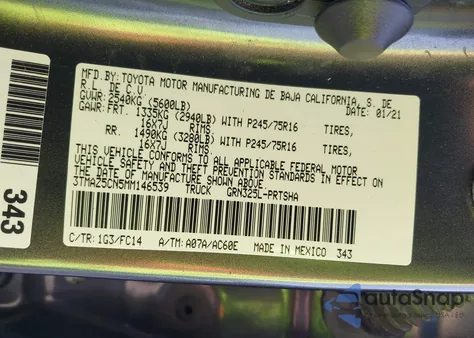 MFD.BY: TOYOTA MOTOR MANUFACTURING DE BAJA CALIFORNIA, S. DE
R.L. DE C.V. DATE: 01/21
GVWR: 2540KG (5600LB)
GAWR:FRT. 1335KG (2940LB) WITH P245/75R16 TIRES,
16X7J RIMS
RR. 1490KG (3280LB) WITH P245/75R16 TIRES,
16X7J RIMS
THIS VEHICLE CONFORMS TO ALL APPLICABLE FEDERAL MOTOR
VEHICLE SAFETY AND THEFT PREVENTION STANDARDS IN EFFECT ON
THE DATE OF MANUFACTURE SHOWN ABOVE.
3TMAZ5CN5MM146539 TRUCK GRN325L-PRTSHA
C/TR: 1G3/FC14 A/TM: A07A/AC60E MADE IN MEXICO 343
343
autoSnap